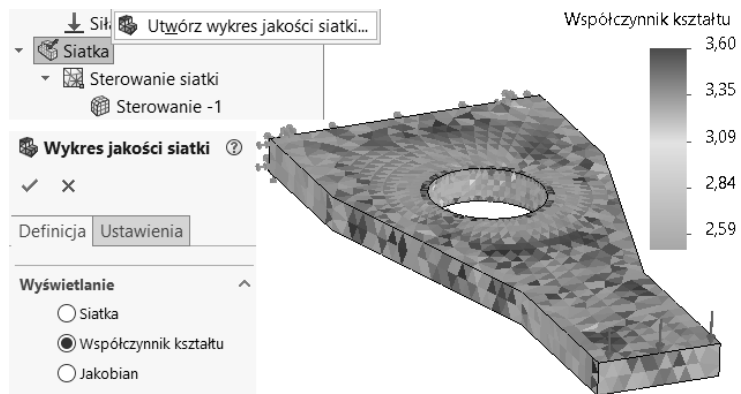 Utwórz wykres jakości siatki...
Siatka
Sterowanie siatki
Sterowanie -1
Wykres jakości siatki
Definicja
Ustawienia
Wyświetlanie
Siatka
Współczynnik kształtu
Jakobian
Współczynnik kształtu
3,60
3,35
3,09
2,84
2,59